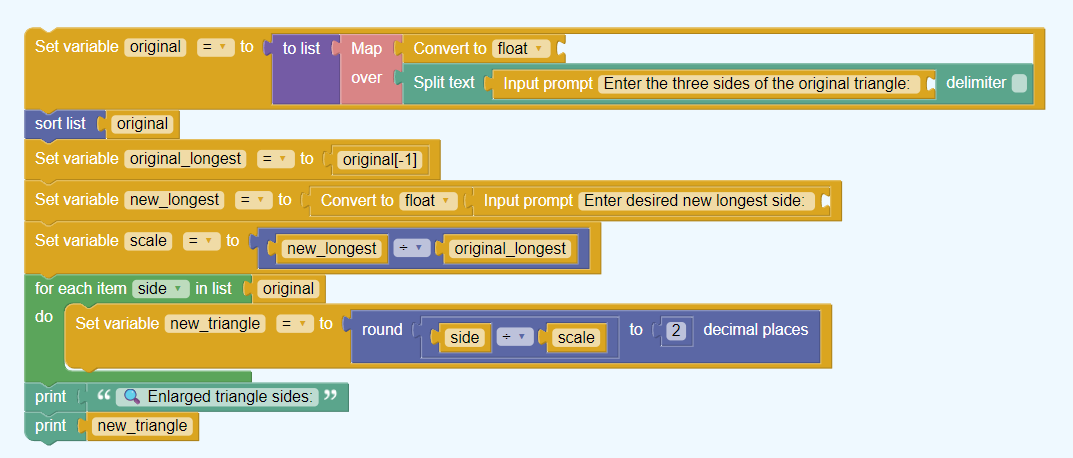 Set variable original = ▾ to to list Map Convert to float ▾
over Split text Input prompt Enter the three sides of the original triangle: delimiter
sort list original
Set variable original_longest = ▾ to original[-1]
Set variable new_longest = ▾ to Convert to float ▾ Input prompt Enter desired new longest side:
Set variable scale = ▾ to new_longest ÷ ▾ original_longest
for each item side ▾ in list original
do Set variable new_triangle = ▾ to round side ÷ ▾ scale to 2 decimal places
print “ 🔍 Enlarged triangle sides: ”
print new_triangle